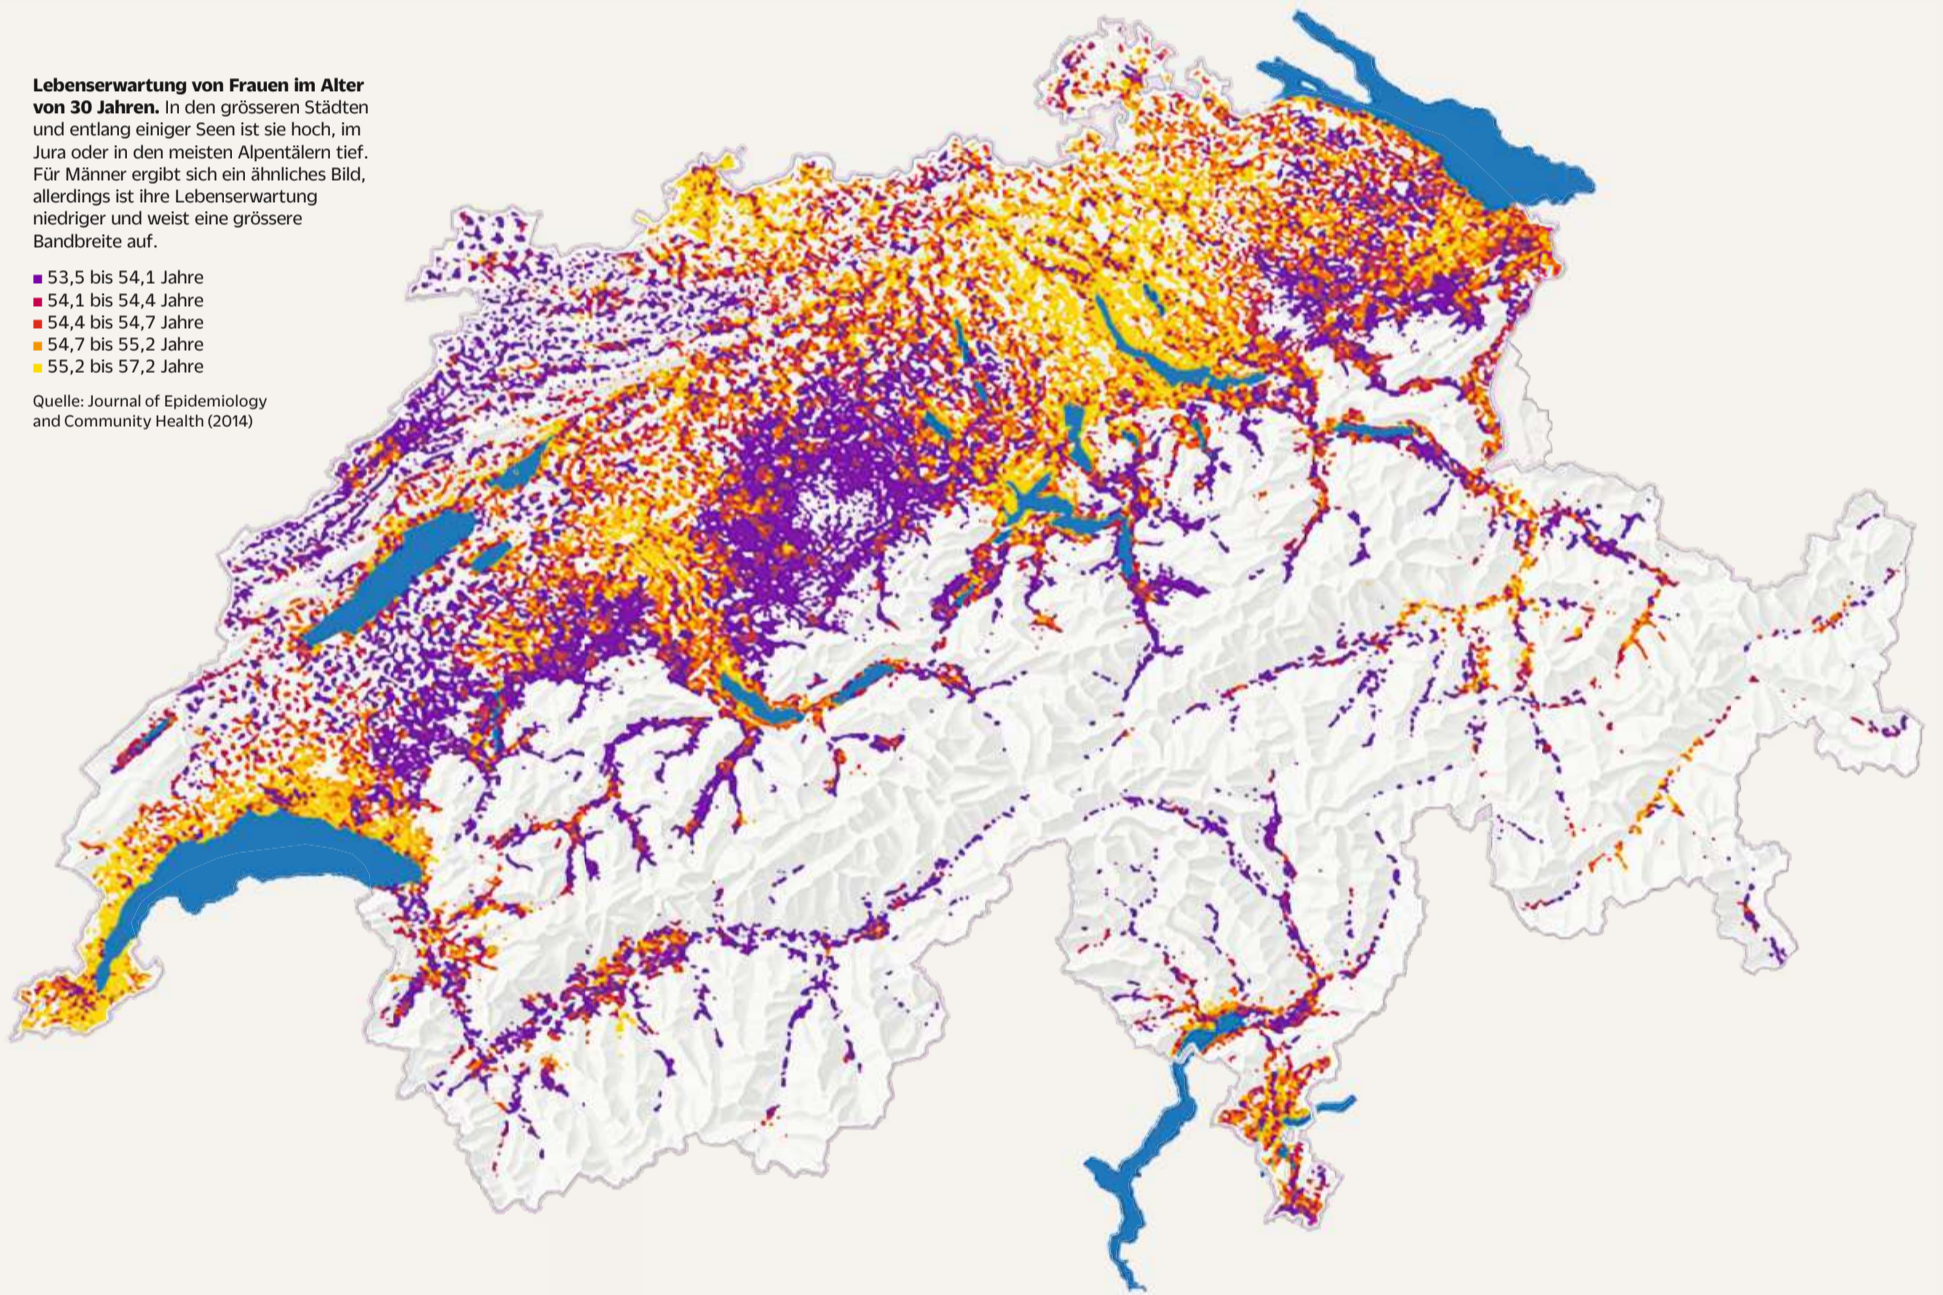 Lebenserwartung von Frauen im Alter
von 30 Jahren. In den grösseren Städten
und entlang einiger Seen ist sie hoch, im
Jura oder in den meisten Alpentälern tief.
Für Männer ergibt sich ein ähnliches Bild,
allerdings ist ihre Lebenserwartung
niedriger und weist eine grössere
Bandbreite auf.
53,5 bis 54,1 Jahre
54,1 bis 54,4 Jahre
54,4 bis 54,7 Jahre
54,7 bis 55,2 Jahre
55,2 bis 57,2 Jahre
Quelle: Journal of Epidemiology
and Community Health (2014)